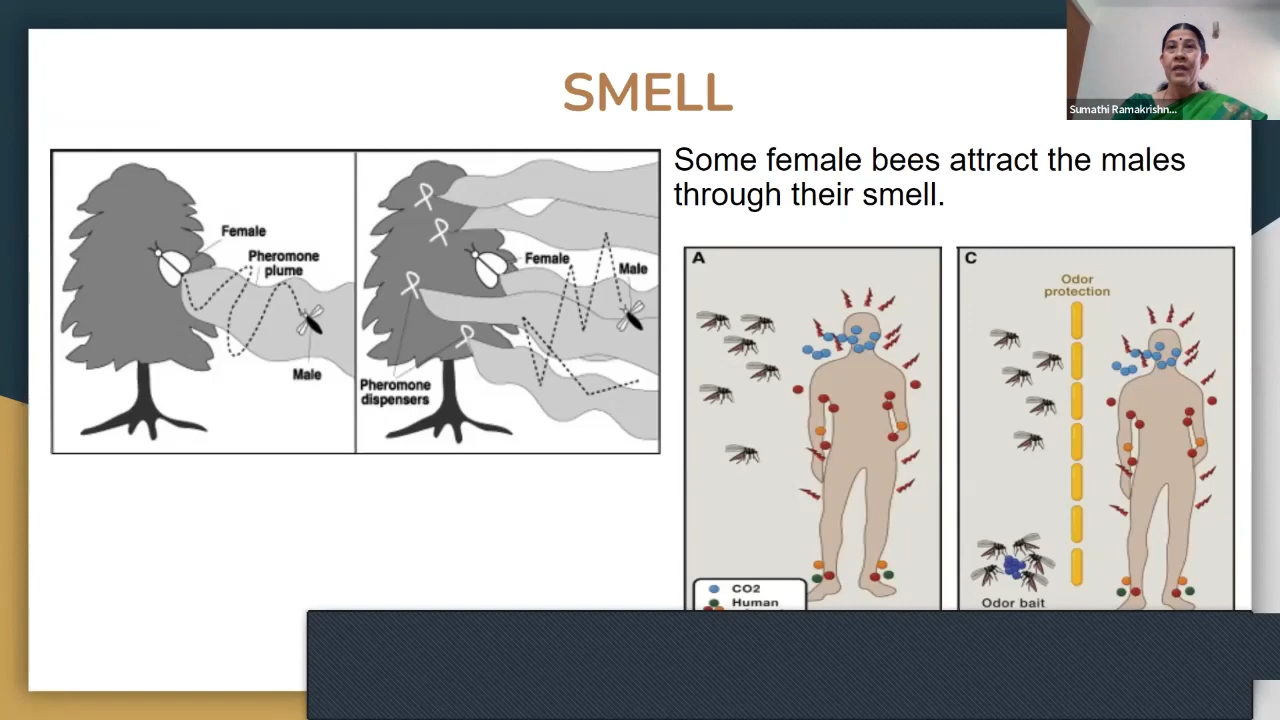 SMELL
Sumathi Ramakrishn...
Some female bees attract the males
through their smell.
Female
Pheromone
plume
Male
Female
Male
Pheromone
dispensers
A
CO2
Human
C
Odor
protection
Odor bait